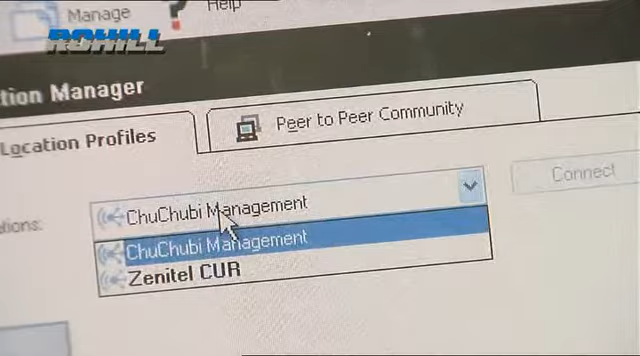 Manage
Help
ROHILL
tion Manager
Location Profiles
Peer to Peer Community
tions:
ChuChubi Management
Connect
ChuChubi Management
Zenitel CUR